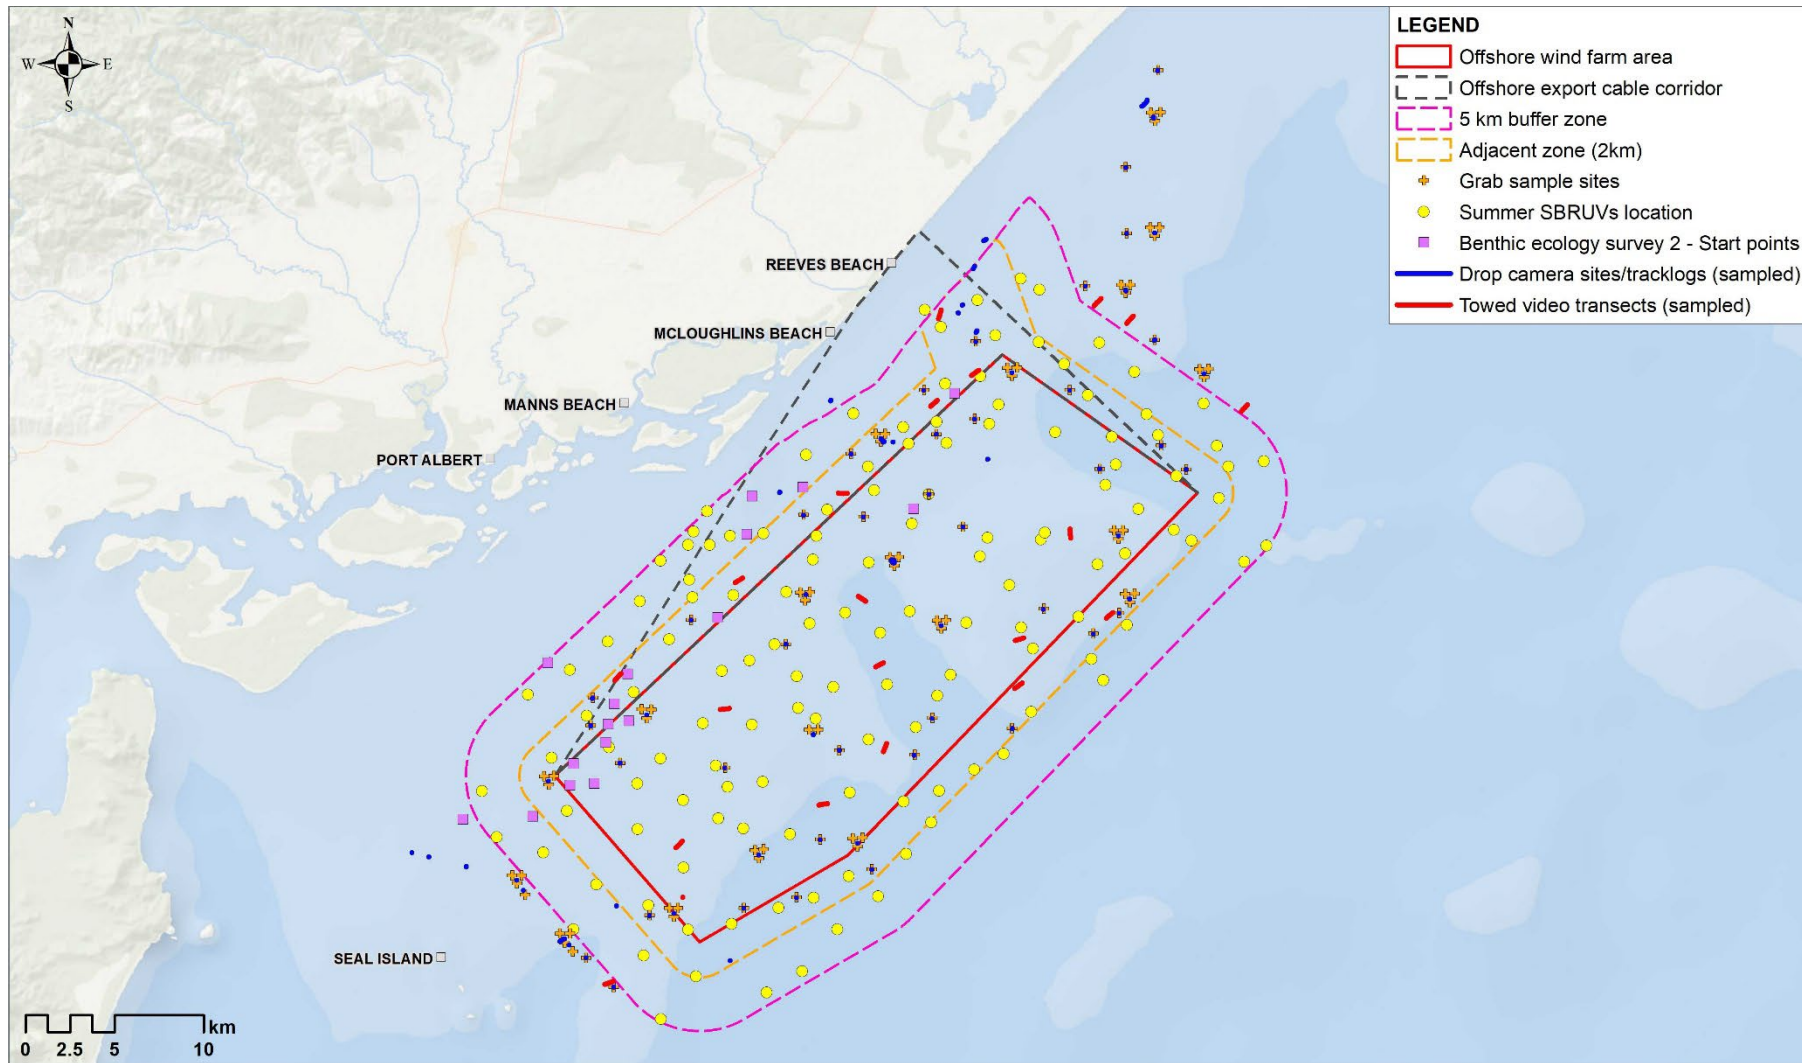 N
W E
S
LEGEND
Offshore wind farm area
Offshore export cable corridor
5 km buffer zone
Adjacent zone (2km)
Grab sample sites
Summer SBRUVs location
Benthic ecology survey 2 - Start points
Drop camera sites/tracklogs (sampled)
Towed video transects (sampled)
REEVES BEACH
MCLOUGHLINS BEACH
MANNS BEACH
PORT ALBERT
SEAL ISLAND
km
0 2.5 5 10